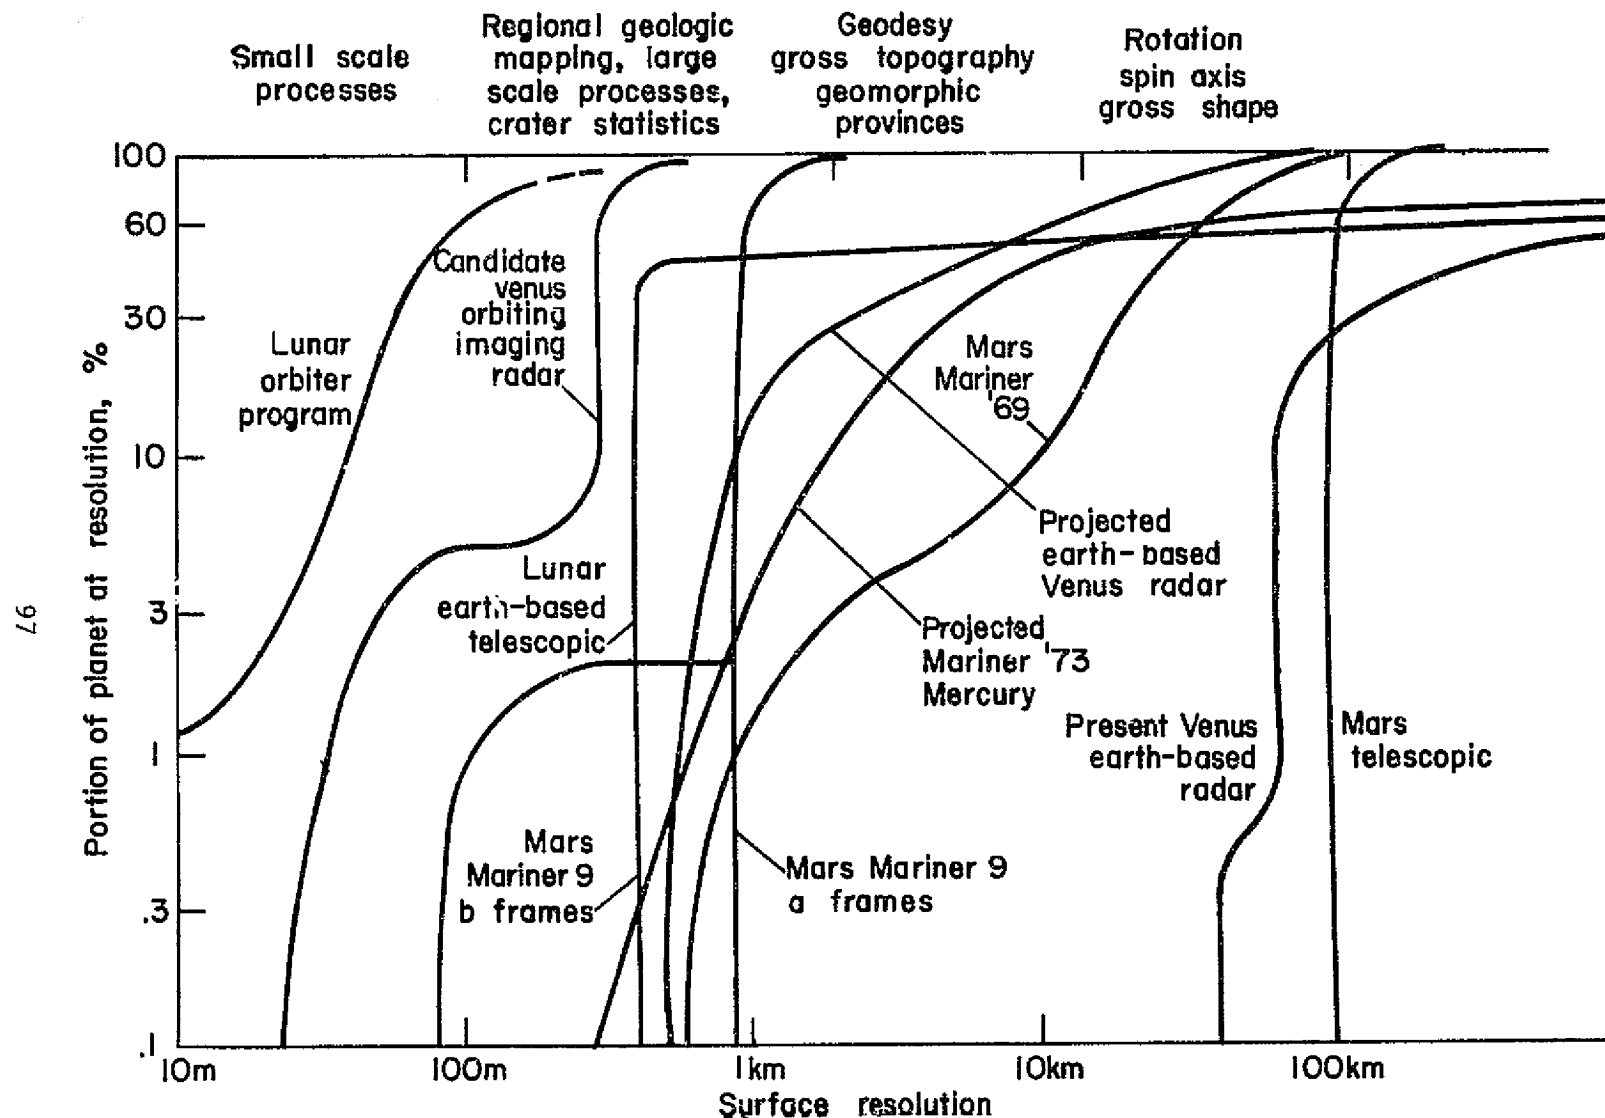 Small scale
processes
Regional geologic
mapping, large
scale processes,
crater statistics
Geodesy
gross topography
geomorphic
provinces
Rotation
spin axis
gross shape
100
60
30
10
3
1
.3
.1
Portion of planet at resolution, %
97
Lunar
orbiter
program
Candidate
venus
orbiting
imaging
radar
Lunar
earth-based
telescopic
Mars
Mariner 9
b frames
Mars Mariner 9
a frames
Mars
Mariner
'69
Projected
earth-based
Venus radar
Projected
Mariner '73
Mercury
Present Venus
earth-based
radar
Mars
telescopic
10m
100m
1km
10km
100km
Surface resolution